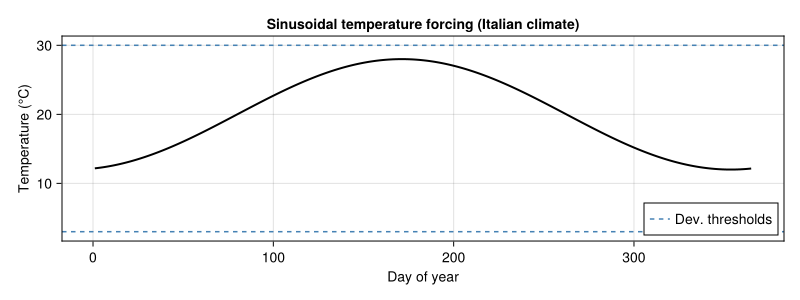 Sinusoidal temperature forcing (Italian climate)
Temperature (°C)
30
20
10
Dev. thresholds
0
100
200
300
Day of year